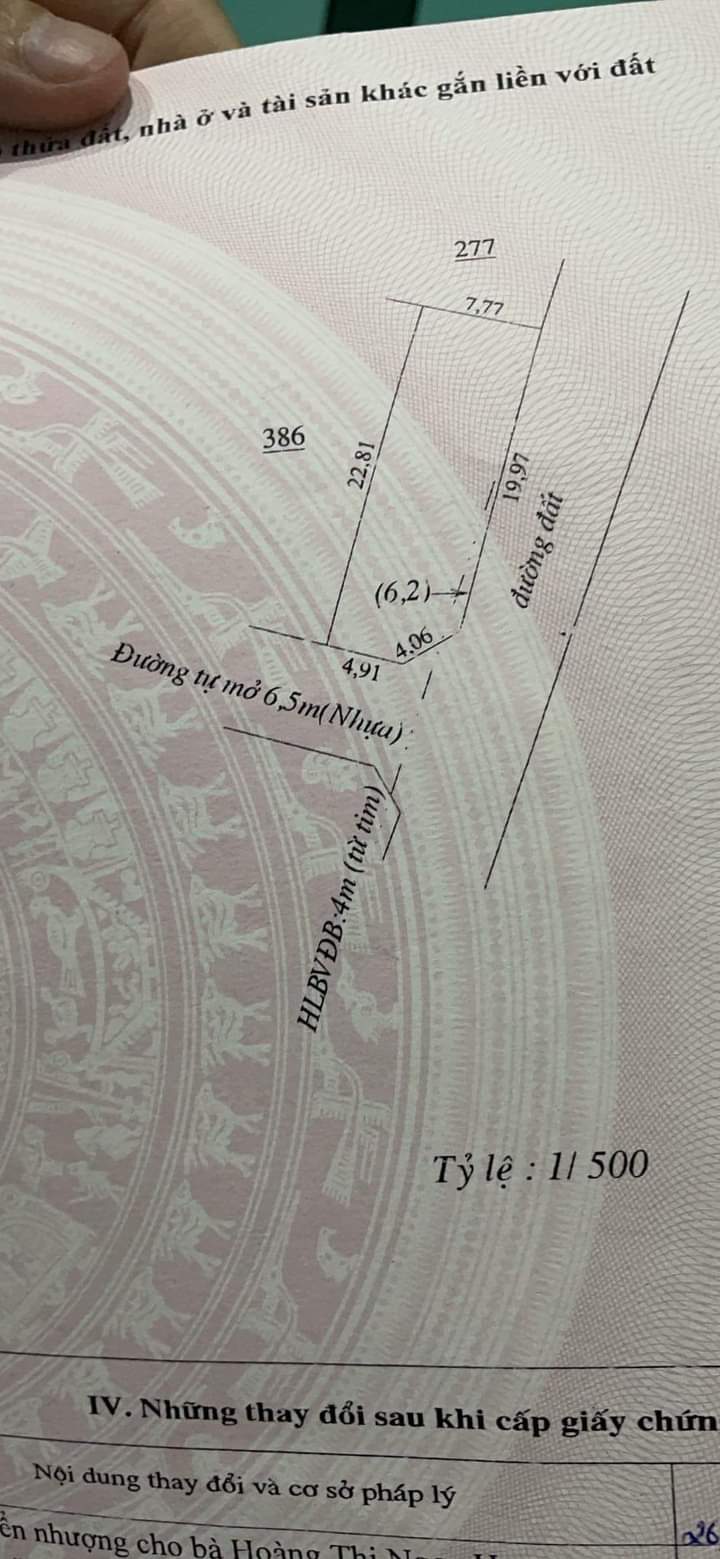 thửa đất, nhà ở và tài sản khác gắn liền với đất
277
7,77
386
22,81
19,97
đường đất
(6,2)
4,06
4,91
Đường tự mở 6,5m(Nhựa)
HLBVĐB:4m (từ tim)
Tỷ lệ : 1/ 500
IV. Những thay đổi sau khi cấp giấy chứn
Nội dung thay đổi và cơ sở pháp lý
ển nhượng cho bà Hoàng Thị
26